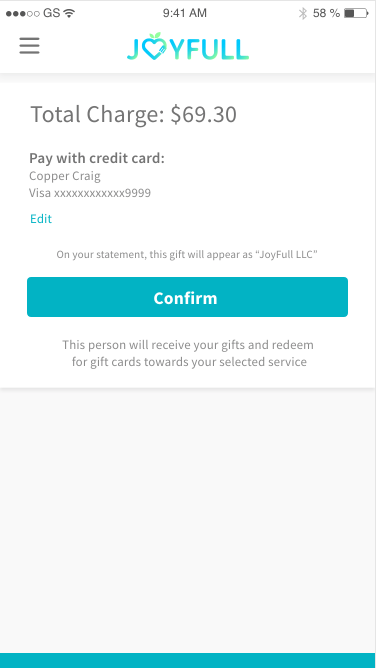 GS 9:41 AM 58 %
JOYFULL
Total Charge: $69.30
Pay with credit card:
Copper Craig
Visa xxxxxxxxxxxx9999
Edit
On your statement, this gift will appear as “JoyFull LLC”
Confirm
This person will receive your gifts and redeem
for gift cards towards your selected service